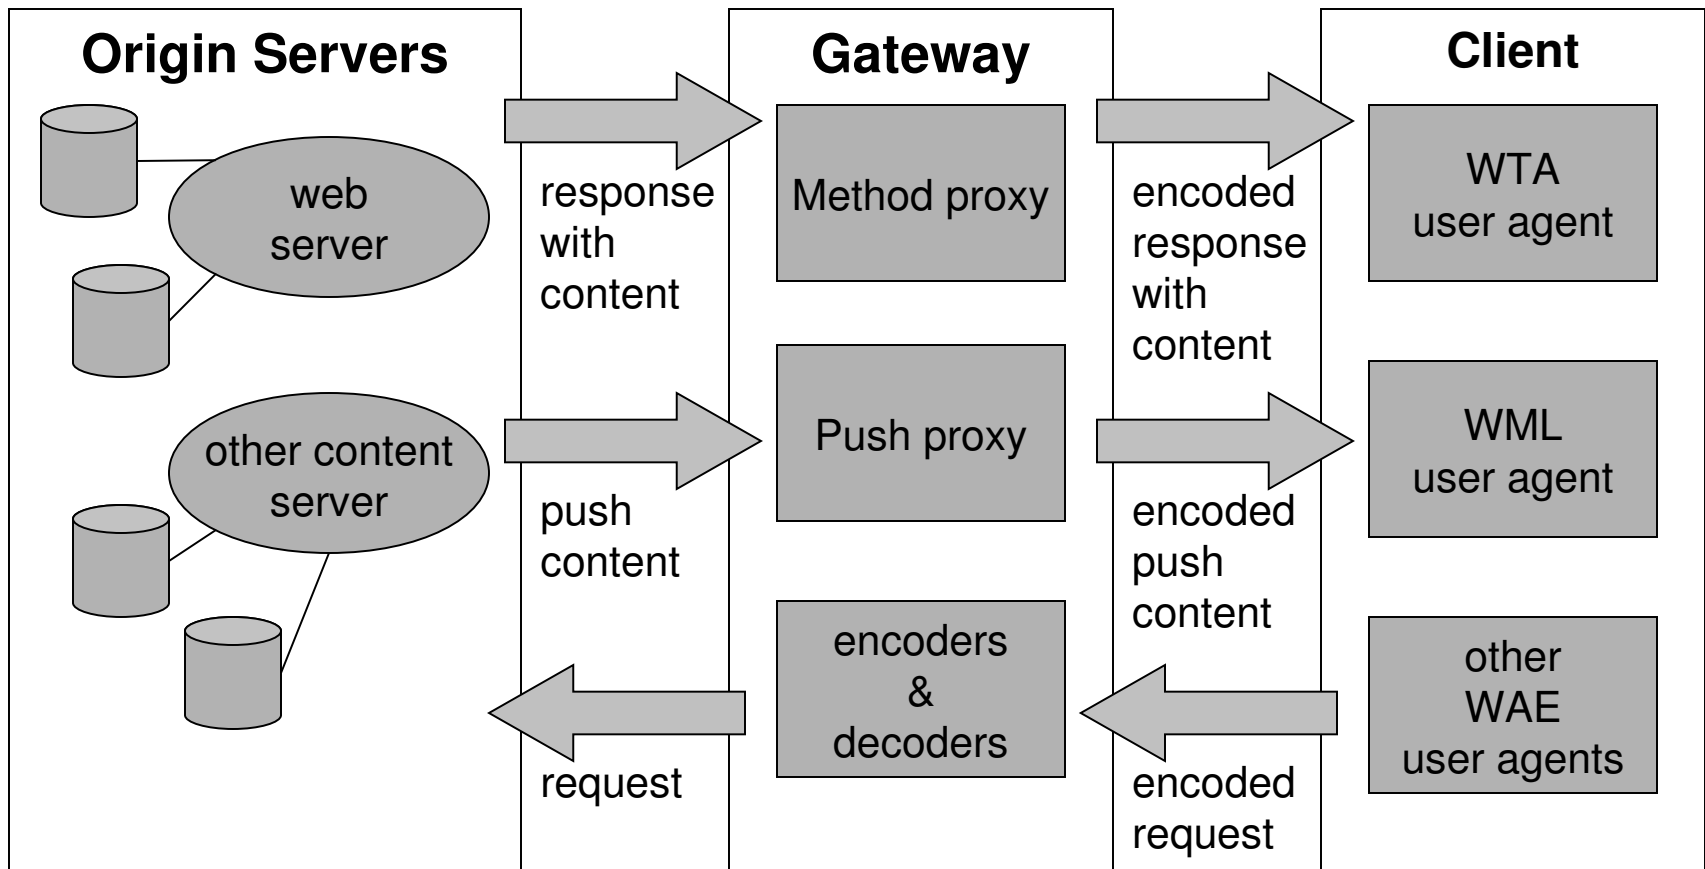 Origin Servers
web
server
other content
server
response
with
content
push
content
request
Gateway
Method proxy
Push proxy
encoders
&
decoders
encoded
response
with
content
encoded
push
content
encoded
request
Client
WTA
user agent
WML
user agent
other
WAE
user agents